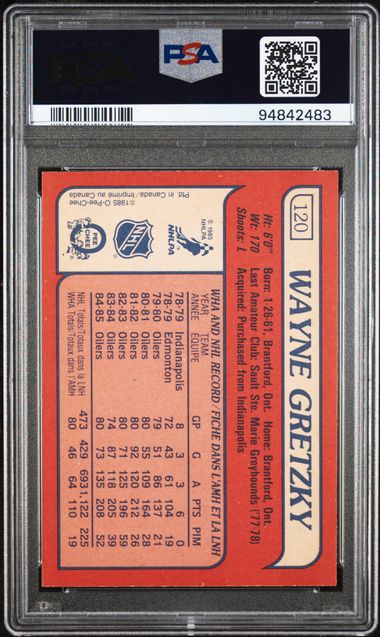 PSA
PSA
94842483
120
WAYNE GRETZKY
Ht: 6'0" Born: 1-26-61, Brantford, Ont. Home: Brantford, Ont.
Wt: 170 Last Amateur Club: Sault Ste. Marie Greyhounds ('77-78)
Shoots: L Acquired: Purchased from Indianapolis
WHA AND NHL RECORD/FICHE DANS L'AMH ET LA LNH
YEAR TEAM
ANNÉE ÉQUIPE GP G A PTS PIM
78-79 Indianapolis 8 3 3 6 0
78-79 Edmonton 72 43 61 104 19
79-80 Oilers 79 51 86 137 21
80-81 Oilers 80 55 109 164 28
81-82 Oilers 80 92 120 212 26
82-83 Oilers 80 71 125 196 59
83-84 Oilers 74 87 118 205 39
84-85 Oilers 80 73 135 208 52
NHL Totals/Totaux dans la LNH 473 429 693 1,122 225
WHA Totals/Totaux dans l'AMH 80 46 64 110 19
© 1985
NHLPA
NHLPA
NHL
O PEE CHEE
©1985 O-Pee-Chee
Ptd. in Canada/Imprimé au Canada